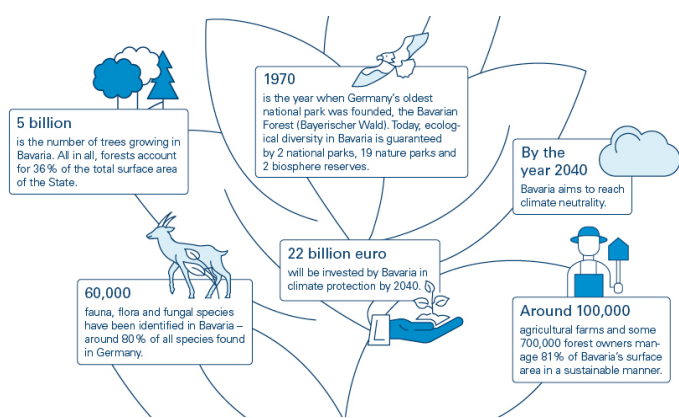 1970
is the year when Germany's oldest
national park was founded, the Bavarian
Forest (Bayerischer Wald). Today, ecolog-
ical diversity in Bavaria is guaranteed
by 2 national parks, 19 nature parks and
2 biosphere reserves.
5 billion
is the number of trees growing in
Bavaria. All in all, forests account
for 36% of the total surface area
of the State.
By the
year 2040
Bavaria aims to reach
climate neutrality.
22 billion euro
will be invested by Bavaria in
climate protection by 2040.
60,000
fauna, flora and fungal species
have been identified in Bavaria –
around 80% of all species found
in Germany.
Around 100,000
agricultural farms and some
700,000 forest owners man-
age 81% of Bavaria's surface
area in a sustainable manner.